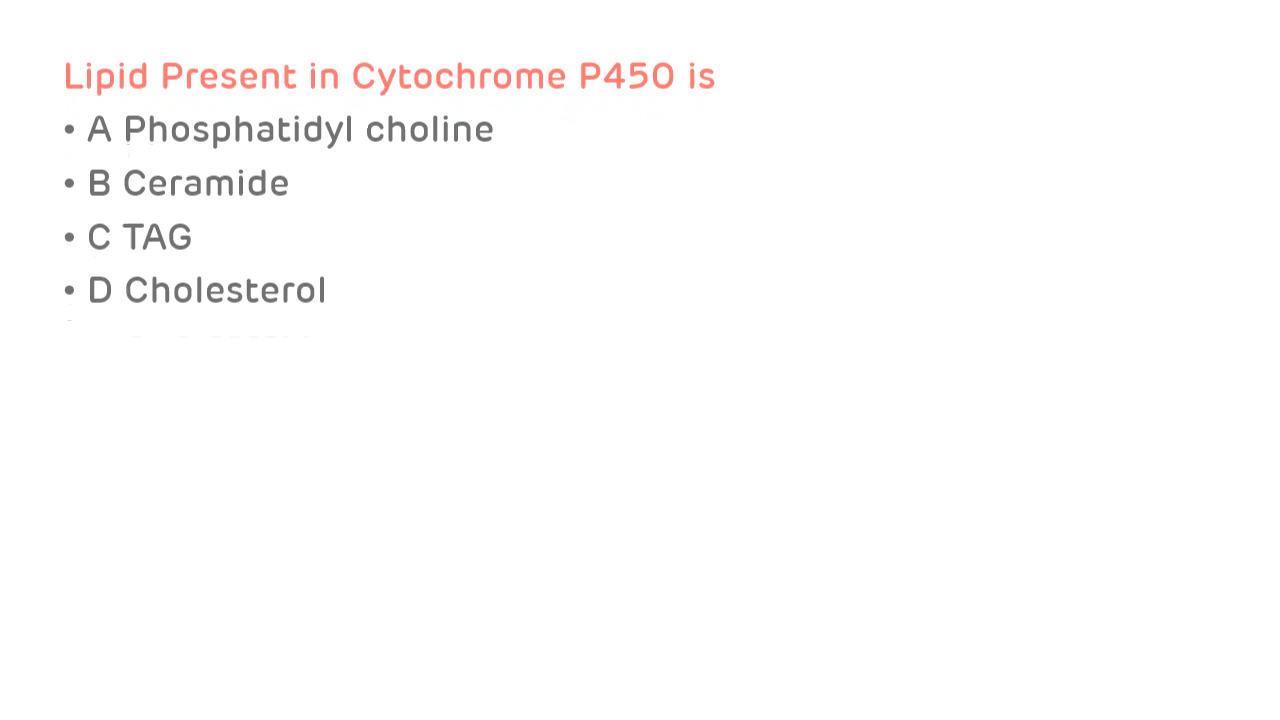 Lipid Present in Cytochrome P450 is
• A Phosphatidyl choline
• B Ceramide
• C TAG
• D Cholesterol